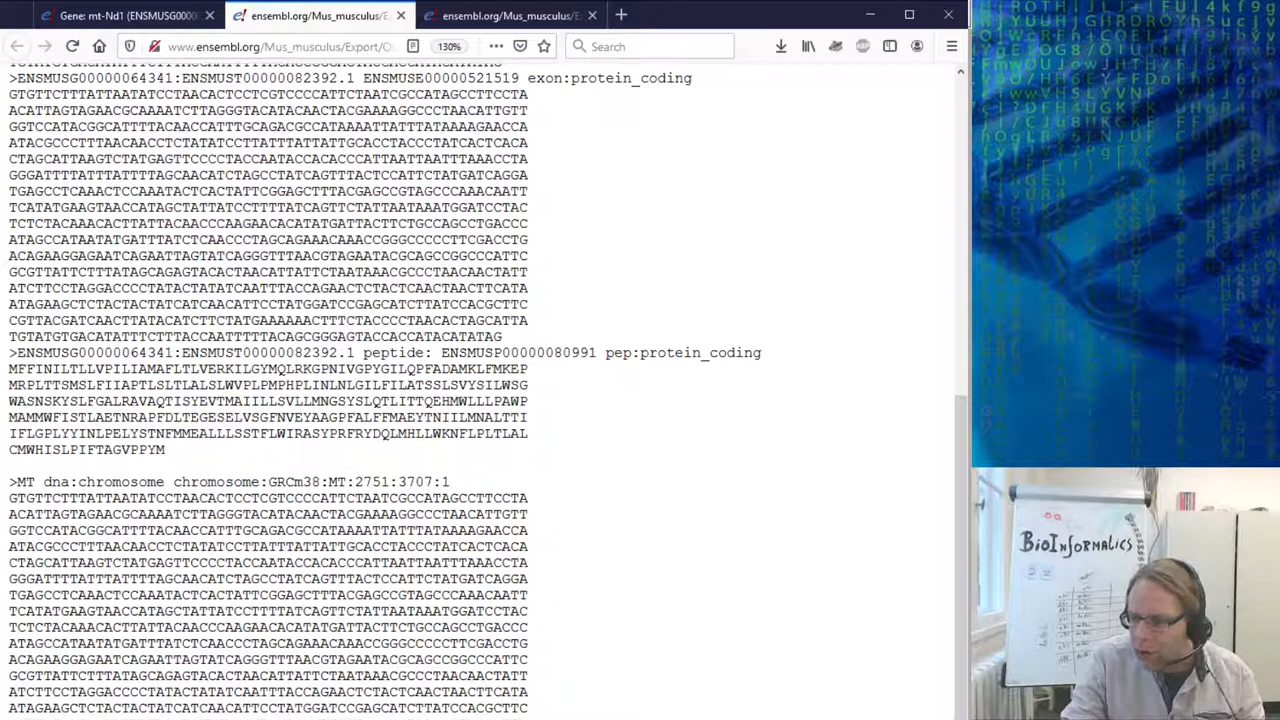 Gene: mt-Nd1 (ENSMUSG0000
ensembl.org/Mus_musculus/E
ensembl.org/Mus_musculus/E
www.ensembl.org/Mus_musculus/Export/O
130%
Search
>ENSMUSG00000064341:ENSMUST00000082392.1 ENSMUSE00000521519 exon:protein_coding
GTGTTCTTTATTAATATCCTAACACTCCTCGTCCCCATTCTAATCGCCATAGCCTTCCTA
ACATTAGTAGAACGCAAAATCTTAGGGTACATACAACTACGAAAAGGCCCTAACATTGTT
GGTCCATACGGCATTTTACAACCATTTGCAGACGCCATAAAATTATTTATAAAAGAACCA
ATACGCCCTTTAACAACCTCTATATCCTTATTTATTATTGCACCTACCCTATCACTCACA
CTAGCATTAAGTCTATGAGTTCCCCTACCAATACCACACCCATTAATTAATTTAAACCTA
GGGATTTTATTTATTTTAGCAACATCTAGCCTATCAGTTTACTCCATTCTATGATCAGGA
TGAGCCTCAAACTCCAAATACTCACTATTCGGAGCTTTACGAGCCGTAGCCCAAACAATT
TCATATGAAGTAACCATAGCTATTATCCTTTTATCAGTTCTATTAATAAATGGATCCTAC
TCTCTACAAACACTTATTACAACCCAAGAACACATATGATTACTTCTGCCAGCCTGACCC
ATAGCCATAATATGATTTATCTCAACCCTAGCAGAAACAAACCGGGCCCCCTTCGACCTG
ACAGAAGGAGAATCAGAATTAGTATCAGGGTTTAACGTAGAATACGCAGCCGGCCCATTC
GCGTTATTCTTTATAGCAGAGTACACTAACATTATTCTAATAAACGCCCTAACAACTATT
ATCTTCCTAGGACCCCTATACTATATCAATTTACCAGAACTCTACTCAACTAACTTCATA
ATAGAAGCTCTACTACTATCATCAACATTCCTATGGATCCGAGCATCTTATCCACGCTTC
CGTTACGATCAACTTATACATCTTCTATGAAAAAACTTTCTACCCCTAACACTAGCATTA
TGTATGTGACATATTTCTTTACCAATTTTTACAGCGGGAGTACCACCATACATATAG
>ENSMUSG00000064341:ENSMUST00000082392.1 peptide: ENSMUSP00000080991 pep:protein_coding
MFFINILTLLVPILIAMAFLTLVERKILGYMQLRKGPNIVGPYGILQPFADAMKLFMKEP
MRPLTTSMSLFIIAPTLSLTLALSLWVPLPMPHPLINLNLGILFILATSSLSVYSILWSG
WASNSKYSLFGALRAVAQTISYEVTMAIILLSVLLMNGSYSLQTLITTQEHMWLLLPAWP
MAMMWFISTLAETNRAPFDLTEGESELVSGFNVEYAAGPFALFFMAEYTNIILMNALTTI
IFLGPLYYINLPELYSTNFMMEALLLSSTFLWIRASYPRFRYDQLMHLLWKNFLPLTLAL
CMWHISLPIFTAGVPPYM
>MT dna:chromosome chromosome:GRCm38:MT:2751:3707:1
GTGTTCTTTATTAATATCCTAACACTCCTCGTCCCCATTCTAATCGCCATAGCCTTCCTA
ACATTAGTAGAACGCAAAATCTTAGGGTACATACAACTACGAAAAGGCCCTAACATTGTT
GGTCCATACGGCATTTTACAACCATTTGCAGACGCCATAAAATTATTTATAAAAGAACCA
ATACGCCCTTTAACAACCTCTATATCCTTATTTATTATTGCACCTACCCTATCACTCACA
CTAGCATTAAGTCTATGAGTTCCCCTACCAATACCACACCCATTAATTAATTTAAACCTA
GGGATTTTATTTATTTTAGCAACATCTAGCCTATCAGTTTACTCCATTCTATGATCAGGA
TGAGCCTCAAACTCCAAATACTCACTATTCGGAGCTTTACGAGCCGTAGCCCAAACAATT
TCATATGAAGTAACCATAGCTATTATCCTTTTATCAGTTCTATTAATAAATGGATCCTAC
TCTCTACAAACACTTATTACAACCCAAGAACACATATGATTACTTCTGCCAGCCTGACCC
ATAGCCATAATATGATTTATCTCAACCCTAGCAGAAACAAACCGGGCCCCCTTCGACCTG
ACAGAAGGAGAATCAGAATTAGTATCAGGGTTTAACGTAGAATACGCAGCCGGCCCATTC
GCGTTATTCTTTATAGCAGAGTACACTAACATTATTCTAATAAACGCCCTAACAACTATT
ATCTTCCTAGGACCCCTATACTATATCAATTTACCAGAACTCTACTCAACTAACTTCATA
ATAGAAGCTCTACTACTATCATCAACATTCCTATGGATCCGAGCATCTTATCCACGCTTC
BioInformatics